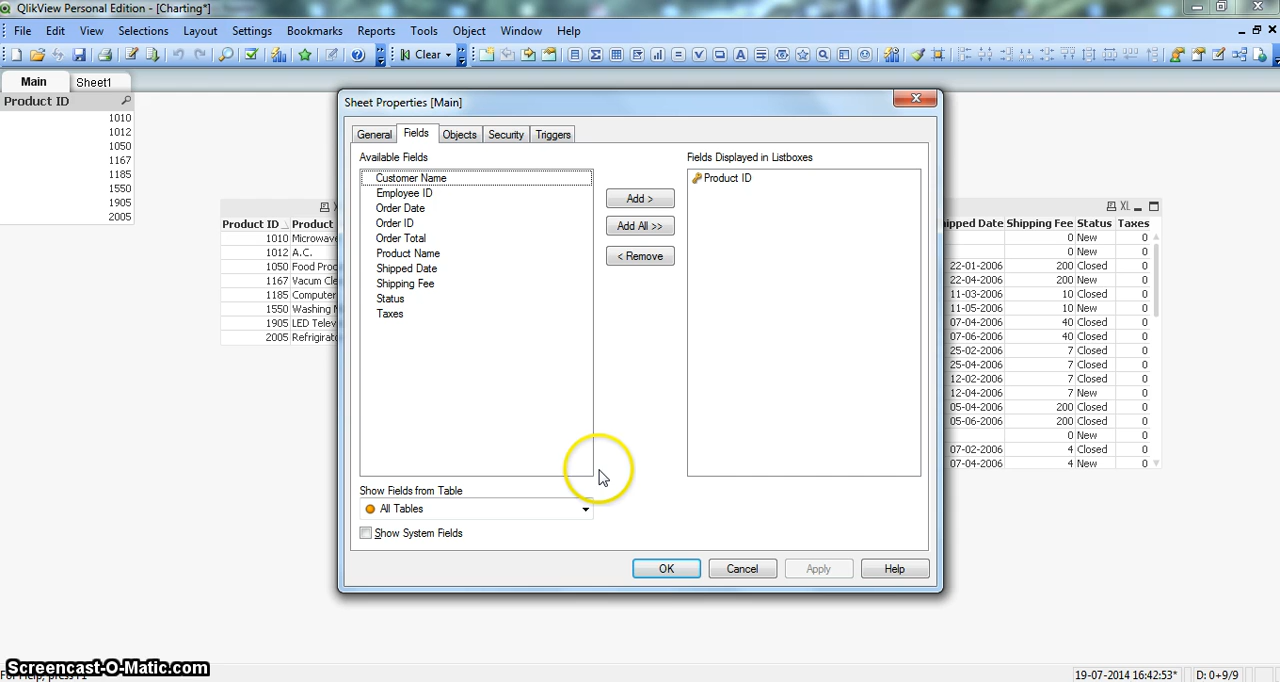 QlikView Personal Edition - [Charting*]
File Edit View Selections Layout Settings Bookmarks Reports Tools Object Window Help
Clear
Main Sheet1
Product ID
1010
1012
1050
1167
1185
1550
1905
2005
Product ID Product
1010 Microwave
1012 A.C.
1050 Food Proc
1167 Vacum Cle
1185 Computer
1550 Washing M
1905 LED Telev
2005 Refrigirato
Sheet Properties [Main]
General Fields Objects Security Triggers
Available Fields
Customer Name
Employee ID
Order Date
Order ID
Order Total
Product Name
Shipped Date
Shipping Fee
Status
Taxes
Add >
Add All >>
< Remove
Fields Displayed in Listboxes
Product ID
Show Fields from Table
All Tables
Show System Fields
OK Cancel Apply Help
XL
ipped Date Shipping Fee Status Taxes
0 New 0
0 New 0
22-01-2006 200 Closed 0
22-04-2006 200 New 0
11-03-2006 10 Closed 0
11-05-2006 10 New 0
07-04-2006 40 Closed 0
07-06-2006 40 Closed 0
25-02-2006 7 Closed 0
25-04-2006 7 Closed 0
12-02-2006 7 Closed 0
12-04-2006 7 New 0
05-04-2006 200 Closed 0
05-06-2006 200 Closed 0
0 New 0
07-02-2006 4 Closed 0
07-04-2006 4 New 0
Screencast-O-Matic.com
19-07-2014 16:42:53* D: 0+9/9